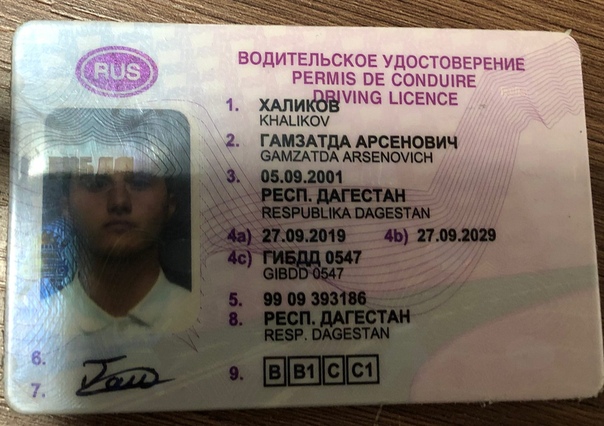 RUS
ВОДИТЕЛЬСКОЕ УДОСТОВЕРЕНИЕ
PERMIS DE CONDUIRE
DRIVING LICENCE
1. ХАЛИКОВ
KHALIKOV
2. ГАМЗАТДА АРСЕНОВИЧ
GAMZATDA ARSENOVICH
3. 05.09.2001
РЕСП. ДАГЕСТАН
RESPUBLIKA DAGESTAN
4a) 27.09.2019 4b) 27.09.2029
4c) ГИБДД 0547
GIBDD 0547
5. 99 09 393186
8. РЕСП. ДАГЕСТАН
RESP. DAGESTAN
6.
7.
9. B B1 C C1